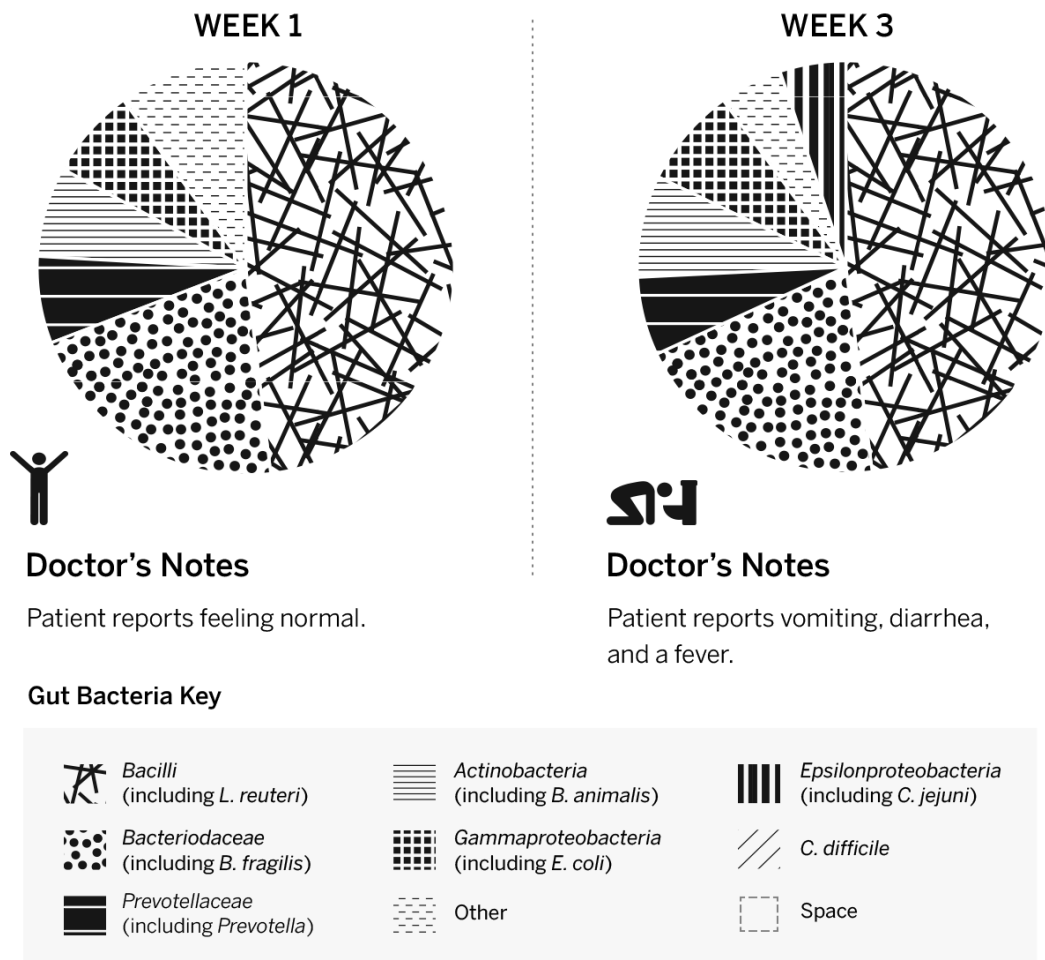 WEEK 1
WEEK 3
Doctor’s Notes
Patient reports feeling normal.
Doctor’s Notes
Patient reports vomiting, diarrhea,
and a fever.
Gut Bacteria Key
Bacilli
(including L. reuteri)
Bacteriodaceae
(including B. fragilis)
Prevotellaceae
(including Prevotella)
Actinobacteria
(including B. animalis)
Gammaproteobacteria
(including E. coli)
Other
Epsilonproteobacteria
(including C. jejuni)
C. difficile
Space